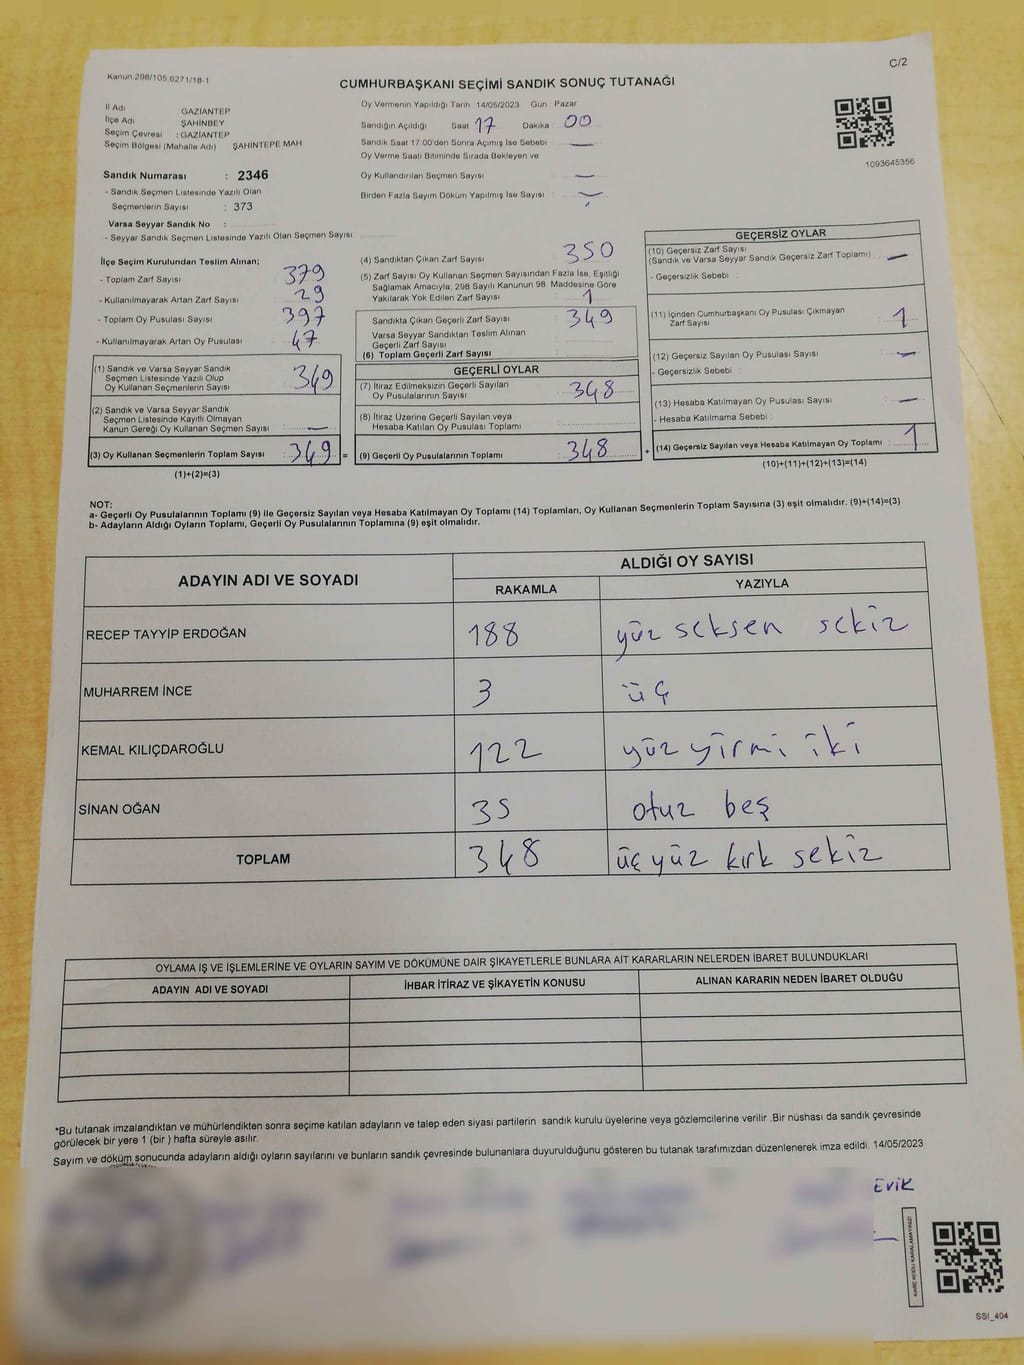 Kanun.298/105,6271/18-1
C/2
CUMHURBAŞKANI SEÇİMİ SANDIK SONUÇ TUTANAĞI
İl Adı GAZİANTEP
İlçe Adı ŞAHİNBEY
Seçim Çevresi : GAZİANTEP
Seçim Bölgesi (Mahalle Adı) ŞAHİNTEPE MAH
Oy Vermenin Yapıldığı Tarih 14/05/2023 Gün Pazar
Sandığın Açıldığı Saat 17 Dakika 00
Sandık Saat 17:00'den Sonra Açımış İse Sebebi —
Oy Verme Saati Bitiminde Sırada Bekleyen ve
Oy Kullandırılan Seçmen Sayısı —
Birden Fazla Sayım Döküm Yapılmış İse Sayısı : —
1093645356
Sandık Numarası : 2346
- Sandık Seçmen Listesinde Yazılı Olan
Seçmenlerin Sayısı : 373
Varsa Seyyar Sandık No :
- Seyyar Sandık Seçmen Listesinde Yazılı Olan Seçmen Sayısı:
İlçe Seçim Kurulundan Teslim Alınan;
- Toplam Zarf Sayısı 379
- Kullanılmayarak Artan Zarf Sayısı : 29
- Toplam Oy Pusulası Sayısı 397
- Kullanılmayarak Artan Oy Pusulası 47
(1) Sandık ve Varsa Seyyar Sandık
Seçmen Listesinde Yazılı Olup
Oy Kullanan Seçmenlerin Sayısı 349
(2) Sandık ve Varsa Seyyar Sandık
Seçmen Listesinde Kayıtlı Olmayan
Kanun Gereği Oy Kullanan Seçmen Sayısı : —
(3) Oy Kullanan Seçmenlerin Toplam Sayısı : 349 =
(1)+(2)=(3)
(4) Sandıktan Çıkan Zarf Sayısı 350
(5) Zarf Sayısı Oy Kullanan Seçmen Sayısından Fazla İse, Eşitliği
Sağlamak Amacıyla, 298 Sayılı Kanunun 98. Maddesine Göre
Yakılarak Yok Edilen Zarf Sayısı 1
Sandıkta Çıkan Geçerli Zarf Sayısı : 349
Varsa Seyyar Sandıktan Teslim Alınan
Geçerli Zarf Sayısı
(6) Toplam Geçerli Zarf Sayısı
GEÇERLİ OYLAR
(7) İtiraz Edilmeksizin Geçerli Sayılan
Oy Pusulalarının Sayısı : 348
(8) İtiraz Üzerine Geçerli Sayılan veya
Hesaba Katılan Oy Pusulası Toplamı :
(9) Geçerli Oy Pusulalarının Toplamı : 348 +
GEÇERSİZ OYLAR
(10) Geçersiz Zarf Sayısı
(Sandık ve Varsa Seyyar Sandık Geçersiz Zarf Toplamı) : —
- Geçersizlik Sebebi :
(11) İçinden Cumhurbaşkanı Oy Pusulası Çıkmayan
Zarf Sayısı : 1
(12) Geçersiz Sayılan Oy Pusulası Sayısı : —
- Geçersizlik Sebebi :
(13) Hesaba Katılmayan Oy Pusulası Sayısı : —
- Hesaba Katılmama Sebebi :
(14) Geçersiz Sayılan veya Hesaba Katılmayan Oy Toplamı : 1
(10)+(11)+(12)+(13)=(14)
NOT:
a- Geçerli Oy Pusulalarının Toplamı (9) ile Geçersiz Sayılan veya Hesaba Katılmayan Oy Toplamı (14) Toplamları, Oy Kullanan Seçmenlerin Toplam Sayısına (3) eşit olmalıdır. (9)+(14)=(3)
b- Adayların Aldığı Oyların Toplamı, Geçerli Oy Pusulalarının Toplamına (9) eşit olmalıdır.
ADAYIN ADI VE SOYADI
ALDIĞI OY SAYISI
RAKAMLA YAZIYLA
RECEP TAYYİP ERDOĞAN 188 yüz seksen sekiz
MUHARREM İNCE 3 üç
KEMAL KILIÇDAROĞLU 122 yüz yirmi iki
SİNAN OĞAN 35 otuz beş
TOPLAM 348 üç yüz kırk sekiz
OYLAMA İŞ VE İŞLEMLERİNE VE OYLARIN SAYIM VE DÖKÜMÜNE DAİR ŞİKAYETLERLE BUNLARA AİT KARARLARIN NELERDEN İBARET BULUNDUKLARI
ADAYIN ADI VE SOYADI İHBAR İTİRAZ VE ŞİKAYETİN KONUSU ALINAN KARARIN NEDEN İBARET OLDUĞU
*Bu tutanak imzalandıktan ve mühürlendikten sonra seçime katılan adayların ve talep eden siyasi partilerin sandık kurulu üyelerine veya gözlemcilerine verilir .Bir nüshası da sandık çevresinde
görülecek bir yere 1 (bir ) hafta süreyle asılır.
Sayım ve döküm sonucunda adayların aldığı oyların sayılarını ve bunların sandık çevresinde bulunanlara duyurulduğunu gösteren bu tutanak tarafımızdan düzenlenerek imza edildi. 14/05/2023
Evik
KARE KODU KARALAMAYINIZ!
SSI_404